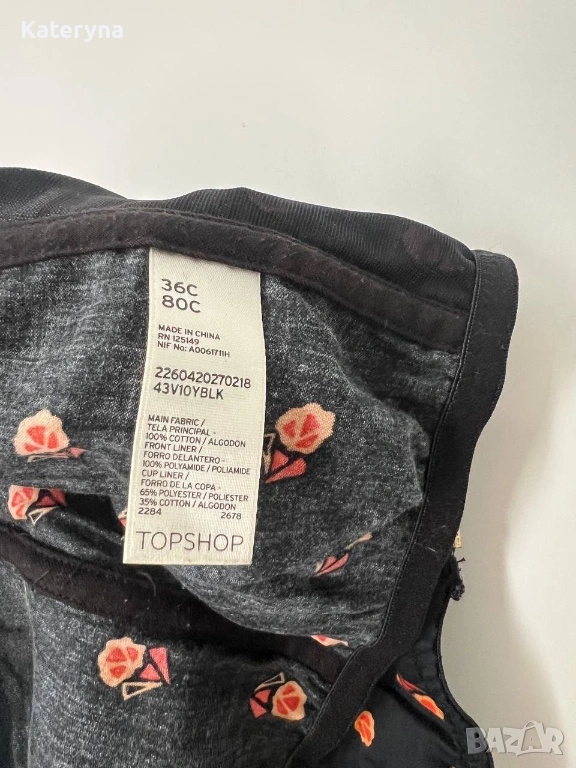 Kateryna
36C
80C
MADE IN CHINA
RN 125149
NIF No: A0061711H
2260420270218
43V10YBLK
MAIN FABRIC /
TELA PRINCIPAL -
100% COTTON / ALGODON
FRONT LINER /
FORRO DELANTERO -
100% POLYAMIDE / POLIAMIDE
CUP LINER /
FORRO DE LA COPA -
65% POLYESTER / POLIESTER
35% COTTON / ALGODON
2284 2678
TOPSHOP
BAZAR